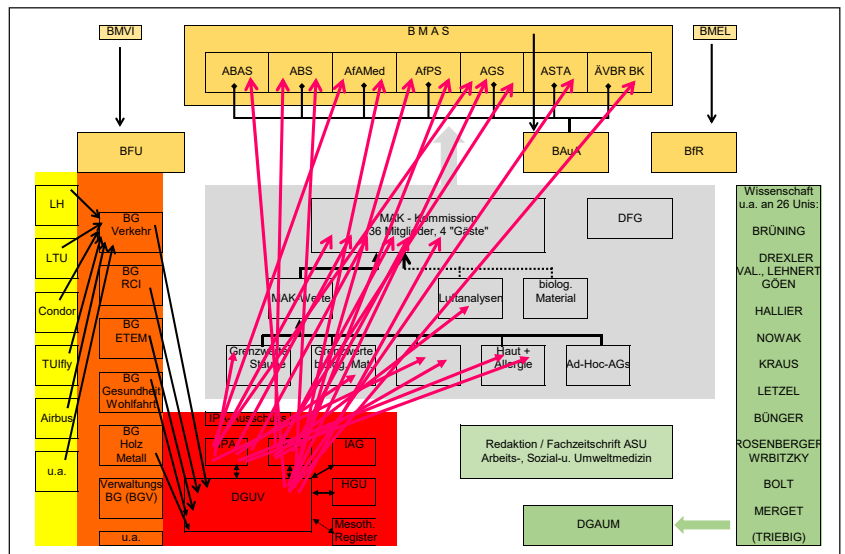 BMVI
B M A S
BMEL
ABAS
ABS
AfAMed
AfPS
AGS
ASTA
ÄVBR BK
BFU
BAuA
BfR
LH
LTU
Condor
TUIfly
Airbus
u.a.
BG
Verkehr
BG
RCI
BG
ETEM
BG
Gesundheit
Wohlfahrt
BG
Holz
Metall
Verwaltungs
BG (BGV)
u.a.
MAK - Kommission
36 Mitglieder, 4 "Gäste"
DFG
MAK-Werte
Luftanalysen
biolog.
Material
Grenzwerte
Stäube
Grenzwerte
biolog. Mat.
Haut +
Allergie
Ad-Hoc-AGs
IPA
IAG
DGUV
HGU
Mesoth.
Register
Redaktion / Fachzeitschrift ASU
Arbeits-, Sozial-u. Umweltmedizin
DGAUM
Wissenschaft
u.a. an 26 Unis:
BRÜNING
DREXLER
VAL., LEHNERT
GÖEN
HALLIER
NOWAK
KRAUS
LETZEL
BÜNGER
ROSENBERGER
WRBITZKY
BOLT
MERGET
(TRIEBIG)